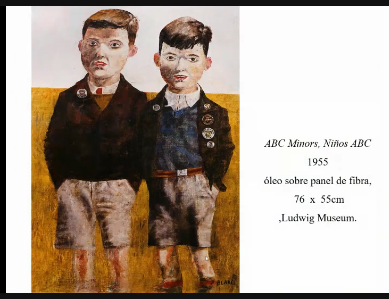 ABC Minors, Niños ABC
1955
óleo sobre panel de fibra,
76 x 55cm
,Ludwig Museum.